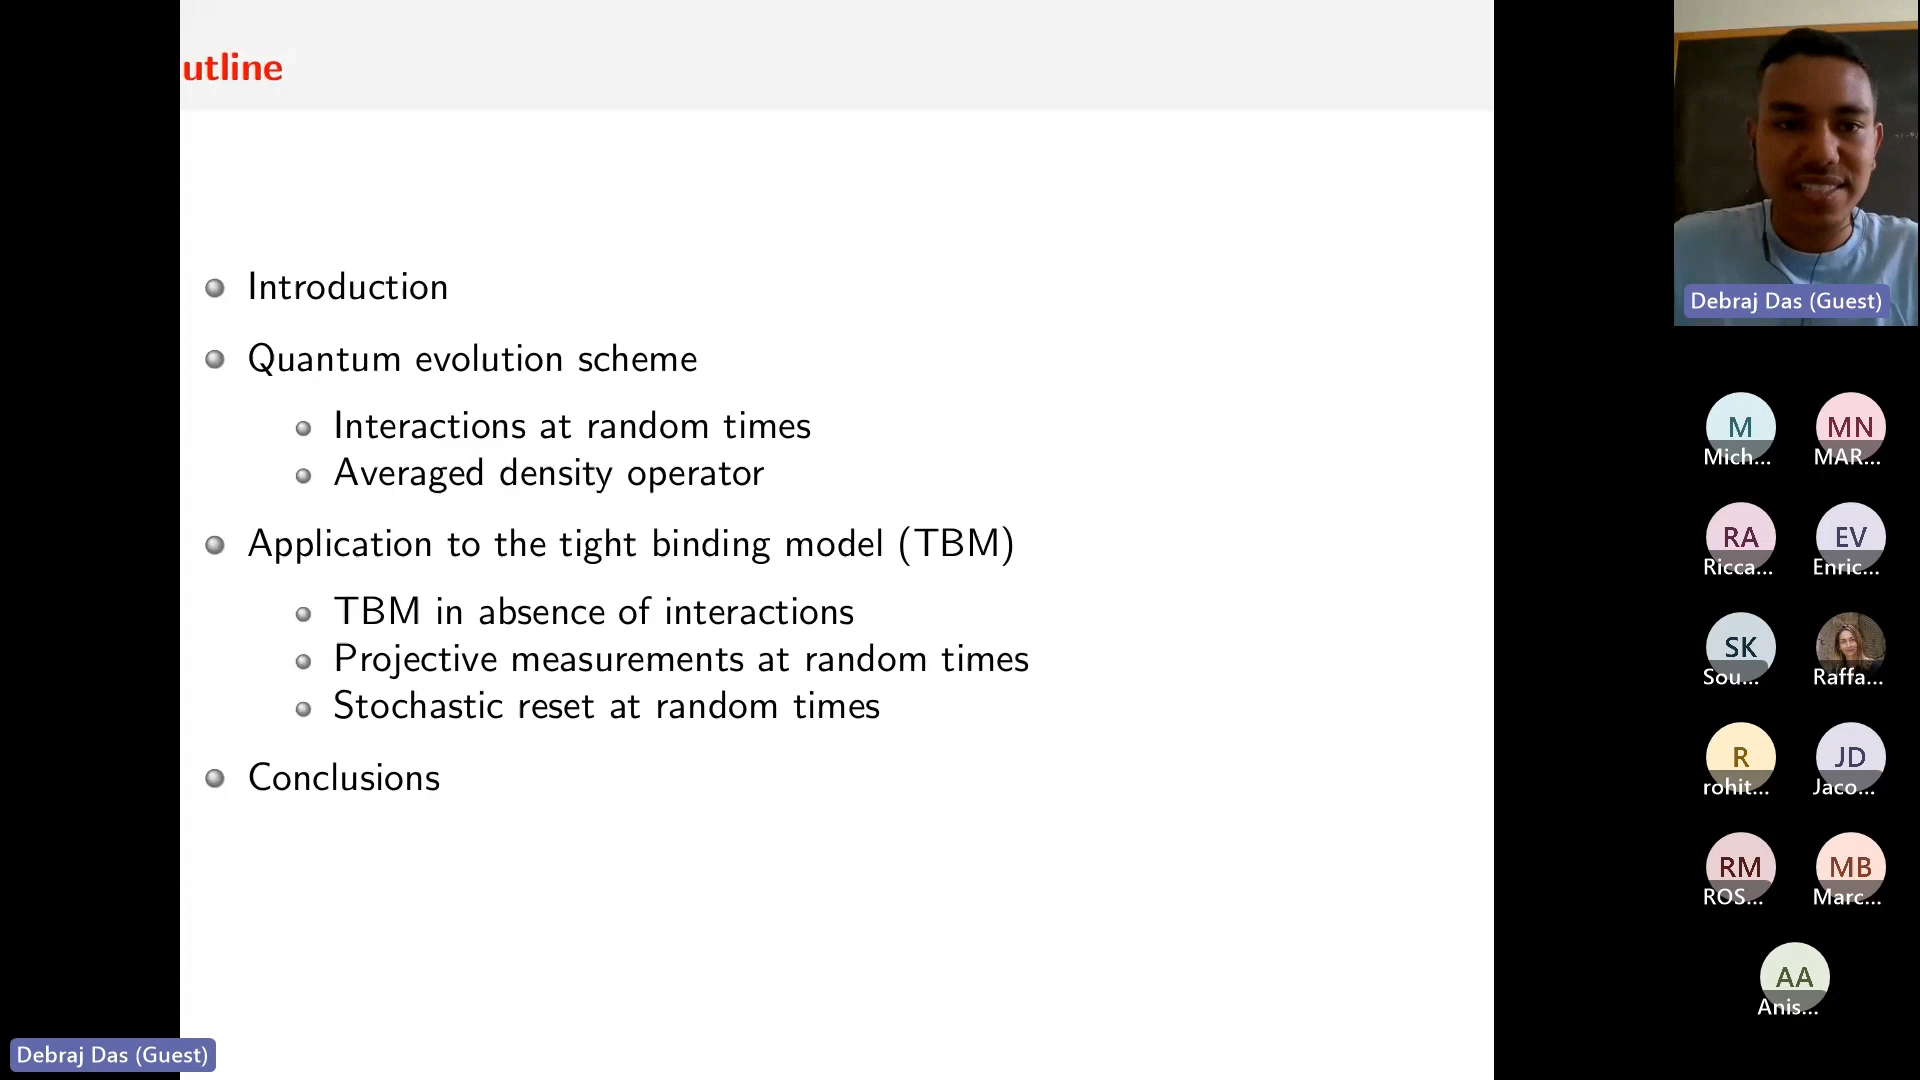 utline
Introduction
Quantum evolution scheme
Interactions at random times
Averaged density operator
Application to the tight binding model (TBM)
TBM in absence of interactions
Projective measurements at random times
Stochastic reset at random times
Conclusions
Debraj Das (Guest)
Debraj Das (Guest)
M MN
Mich... MAR...
RA EV
Ricca... Enric...
SK
Sou... Raffa...
R JD
rohit... Jaco...
RM MB
ROS... Marc...
AA
Anis...